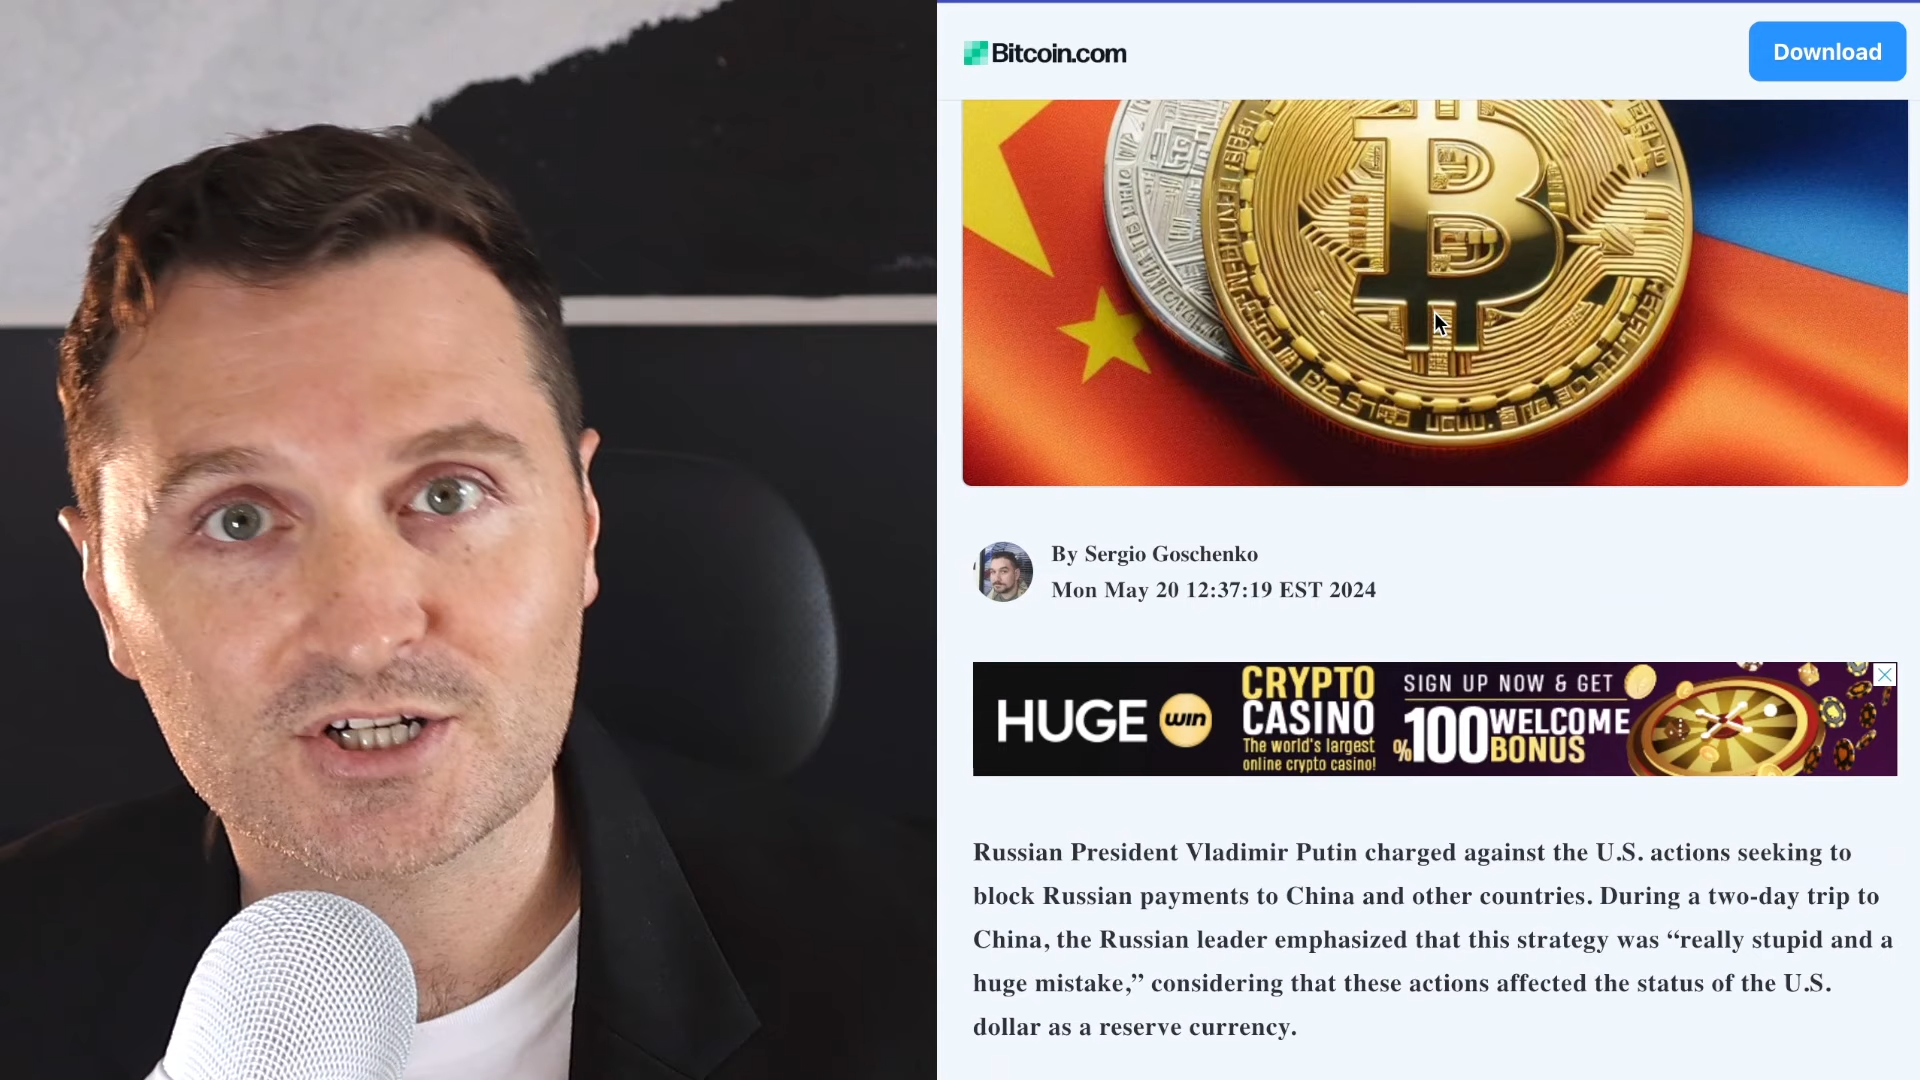 Bitcoin.com
Download
By Sergio Goschenko
Mon May 20 12:37:19 EST 2024
HUGE win
CRYPTO
CASINO
The world's largest
online crypto casino!
SIGN UP NOW & GET
%100 WELCOME
BONUS
Russian President Vladimir Putin charged against the U.S. actions seeking to
block Russian payments to China and other countries. During a two-day trip to
China, the Russian leader emphasized that this strategy was “really stupid and a
huge mistake,” considering that these actions affected the status of the U.S.
dollar as a reserve currency.